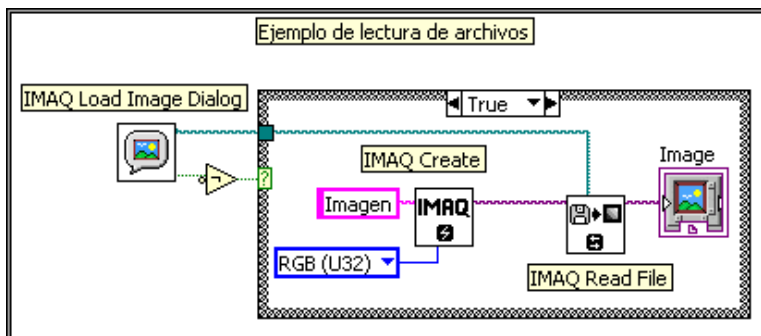 Ejemplo de lectura de archivos
IMAQ Load Image Dialog
True
?
IMAQ Create
Image
Imagen
IMAQ
RGB (U32)
IMAQ Read File